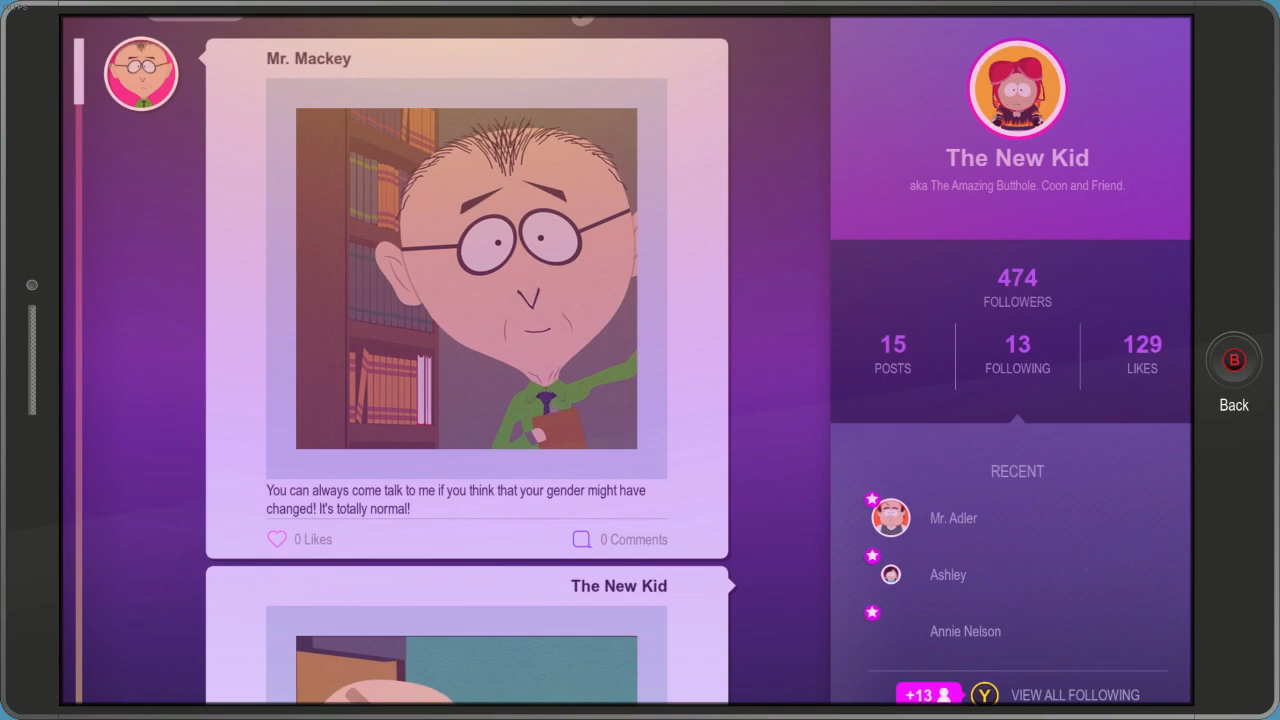 Mr. Mackey
You can always come talk to me if you think that your gender might have
changed! It's totally normal!
0 Likes
0 Comments
The New Kid
The New Kid
aka The Amazing Butthole. Coon and Friend.
474
FOLLOWERS
15
POSTS
13
FOLLOWING
129
LIKES
RECENT
Mr. Adler
Ashley
Annie Nelson
+13
Y
VIEW ALL FOLLOWING
B
Back